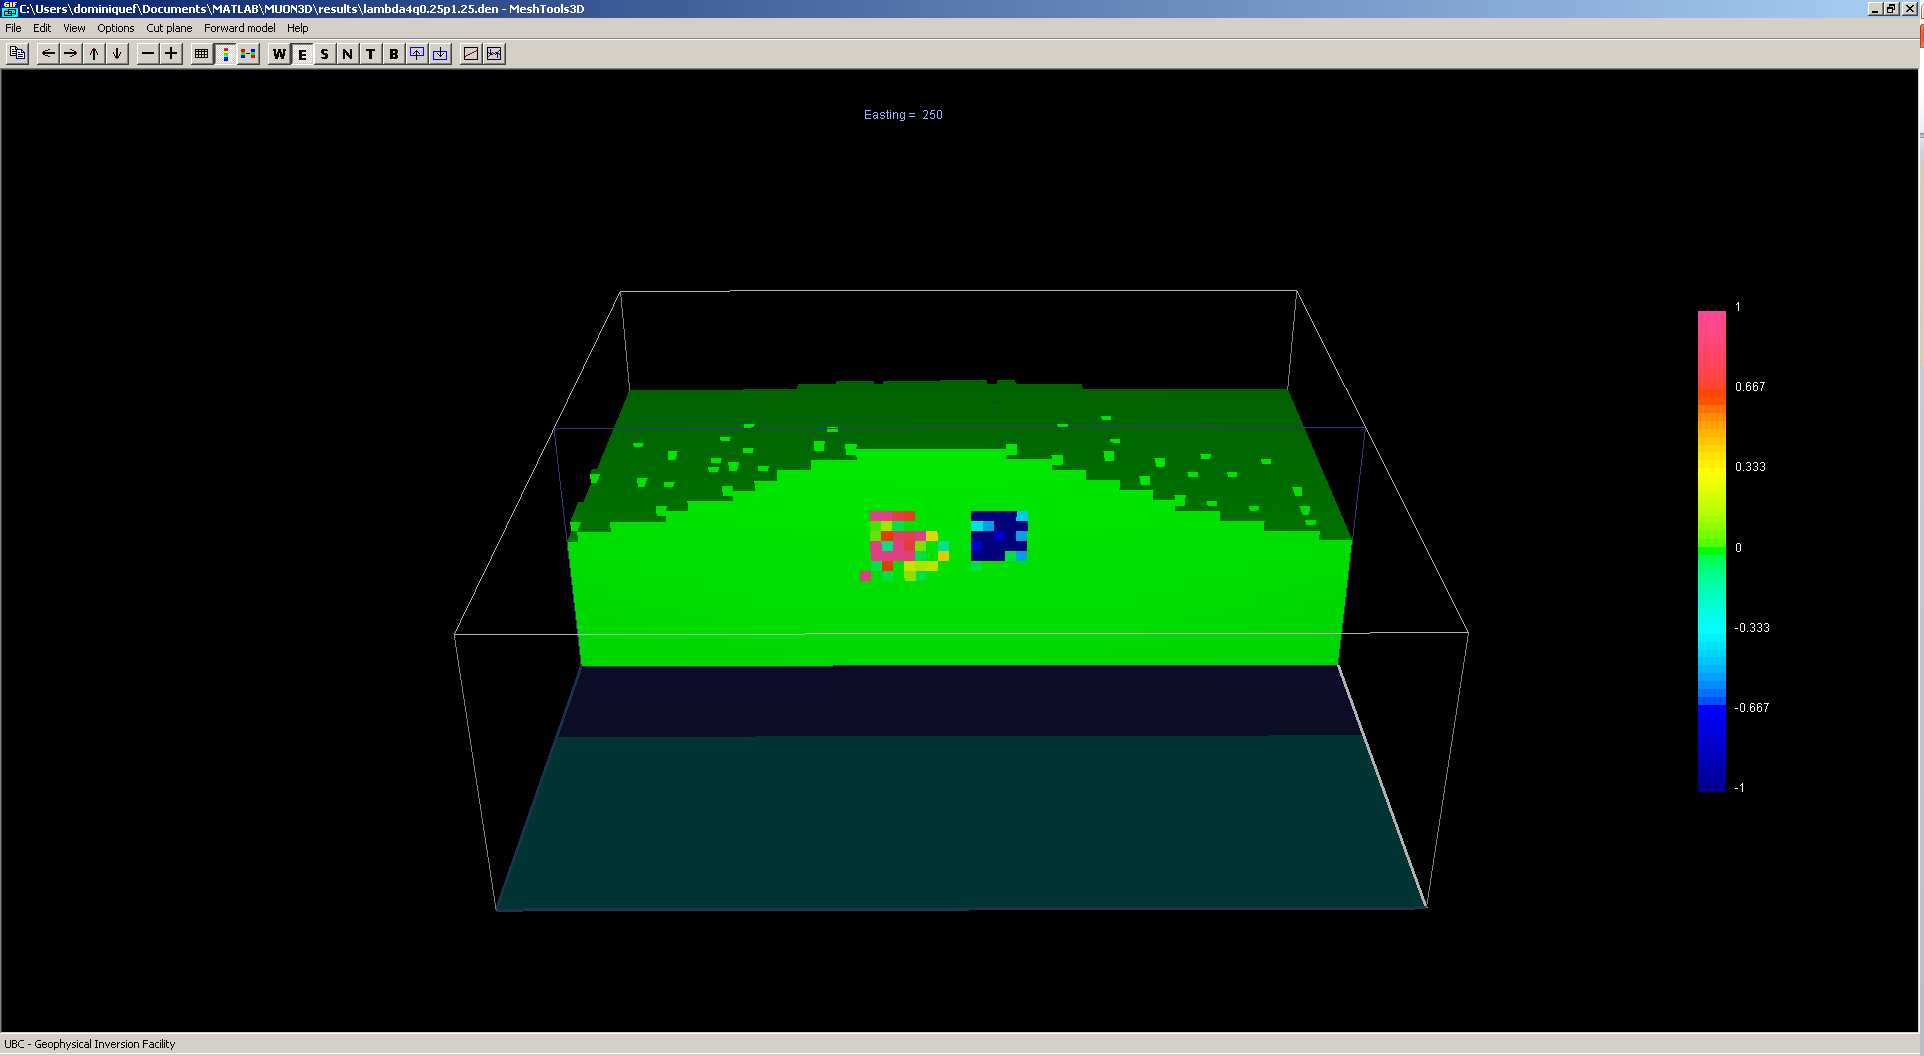 GIF C:\Users\dominiquef\Documents\MATLAB\MUON3D\results\lambda4q0.25p1.25.den - MeshTools3D
File Edit View Options Cut plane Forward model Help
W E S N T B
Easting = 250
1
0.667
0.333
0
-0.333
-0.667
-1
UBC - Geophysical Inversion Facility